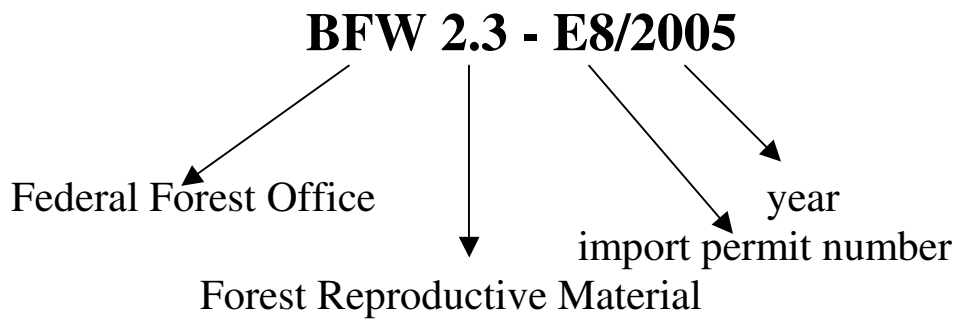 BFW 2.3 - E8/2005
Federal Forest Office
year
import permit number
Forest Reproductive Material